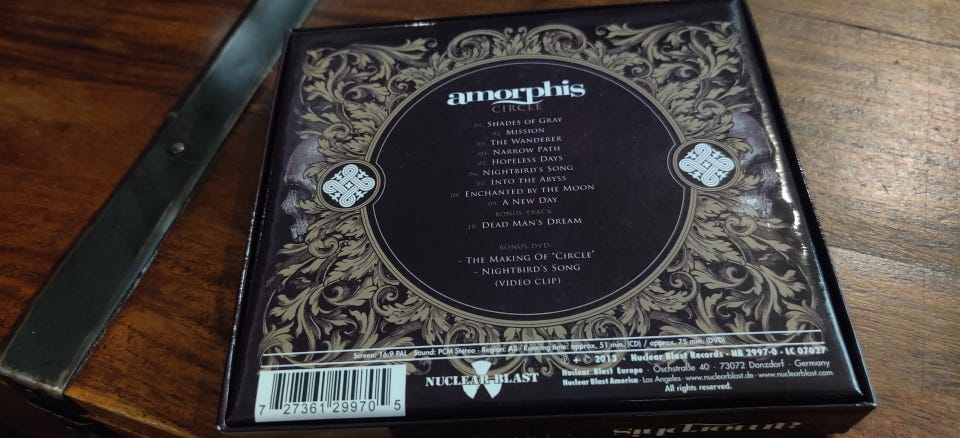 amorphis
CIRCLE
01. SHADES OF GRAY
02. MISSION
03. THE WANDERER
04. NARROW PATH
05. HOPELESS DAYS
06. NIGHTBIRD'S SONG
07. INTO THE ABYSS
08. ENCHANTED BY THE MOON
09. A NEW DAY
BONUS TRACK
10. DEAD MAN'S DREAM
BONUS DVD:
- THE MAKING OF "CIRCLE"
- NIGHTBIRD'S SONG
(VIDEO CLIP)
Screen: 16:9 PAL · Sound: PCM Stereo · Region: All · Running time: approx. 51 min. (CD) / approx. 75 min. (DVD)
℗ + © 2013 · Nuclear Blast Records · NB 2997-0 · LC 07027
Nuclear Blast Europe · Oschstraße 40 · 73072 Donzdorf · Germany
Nuclear Blast America · Los Angeles · www.nuclearblast.de · www.nuclearblast.com
All rights reserved.
NUCLEAR BLAST
7 27361 29970 5
amorphis